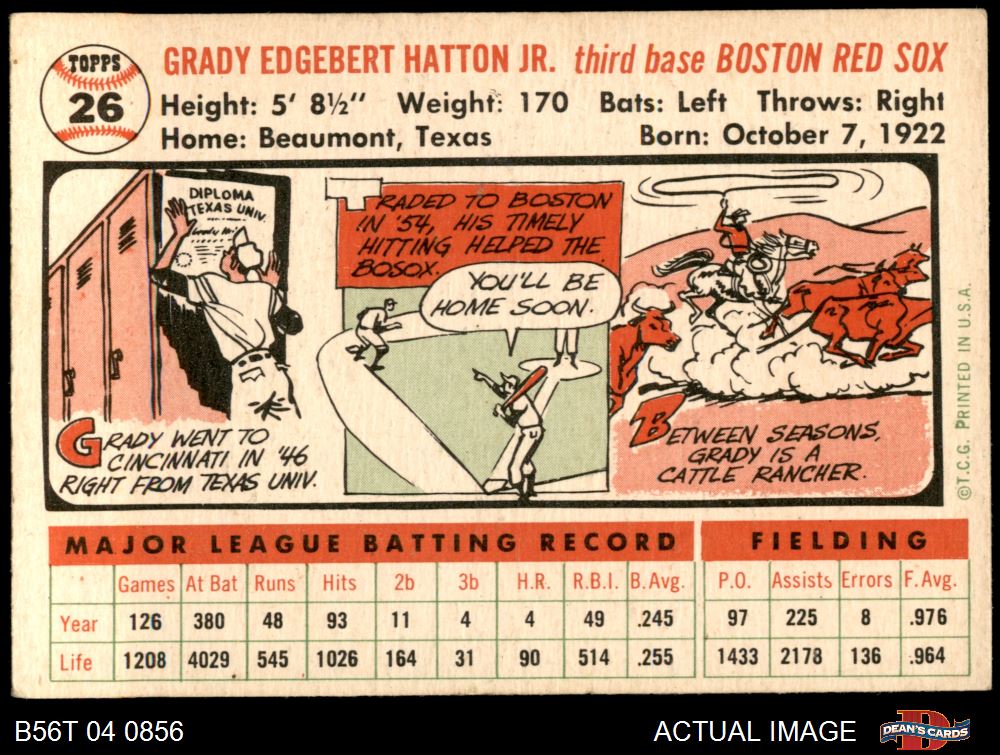 TOPPS
26
GRADY EDGEBERT HATTON JR. third base BOSTON RED SOX
Height: 5' 8½" Weight: 170 Bats: Left Throws: Right
Home: Beaumont, Texas Born: October 7, 1922
DIPLOMA
TEXAS UNIV.
GRADY WENT TO
CINCINNATI IN '46
RIGHT FROM TEXAS UNIV.
TRADED TO BOSTON
IN '54, HIS TIMELY
HITTING HELPED THE
BOSOX.
YOU'LL BE
HOME SOON.
BETWEEN SEASONS,
GRADY IS A
CATTLE RANCHER.
©T.C.G. PRINTED IN U.S.A.
MAJOR LEAGUE BATTING RECORD FIELDING
Games At Bat Runs Hits 2b 3b H.R. R.B.I. B. Avg. P.O. Assists Errors F. Avg.
Year 126 380 48 93 11 4 4 49 .245 97 225 8 .976
Life 1208 4029 545 1026 164 31 90 514 .255 1433 2178 136 .964
B56T 04 0856 ACTUAL IMAGE DEAN'S CARDS